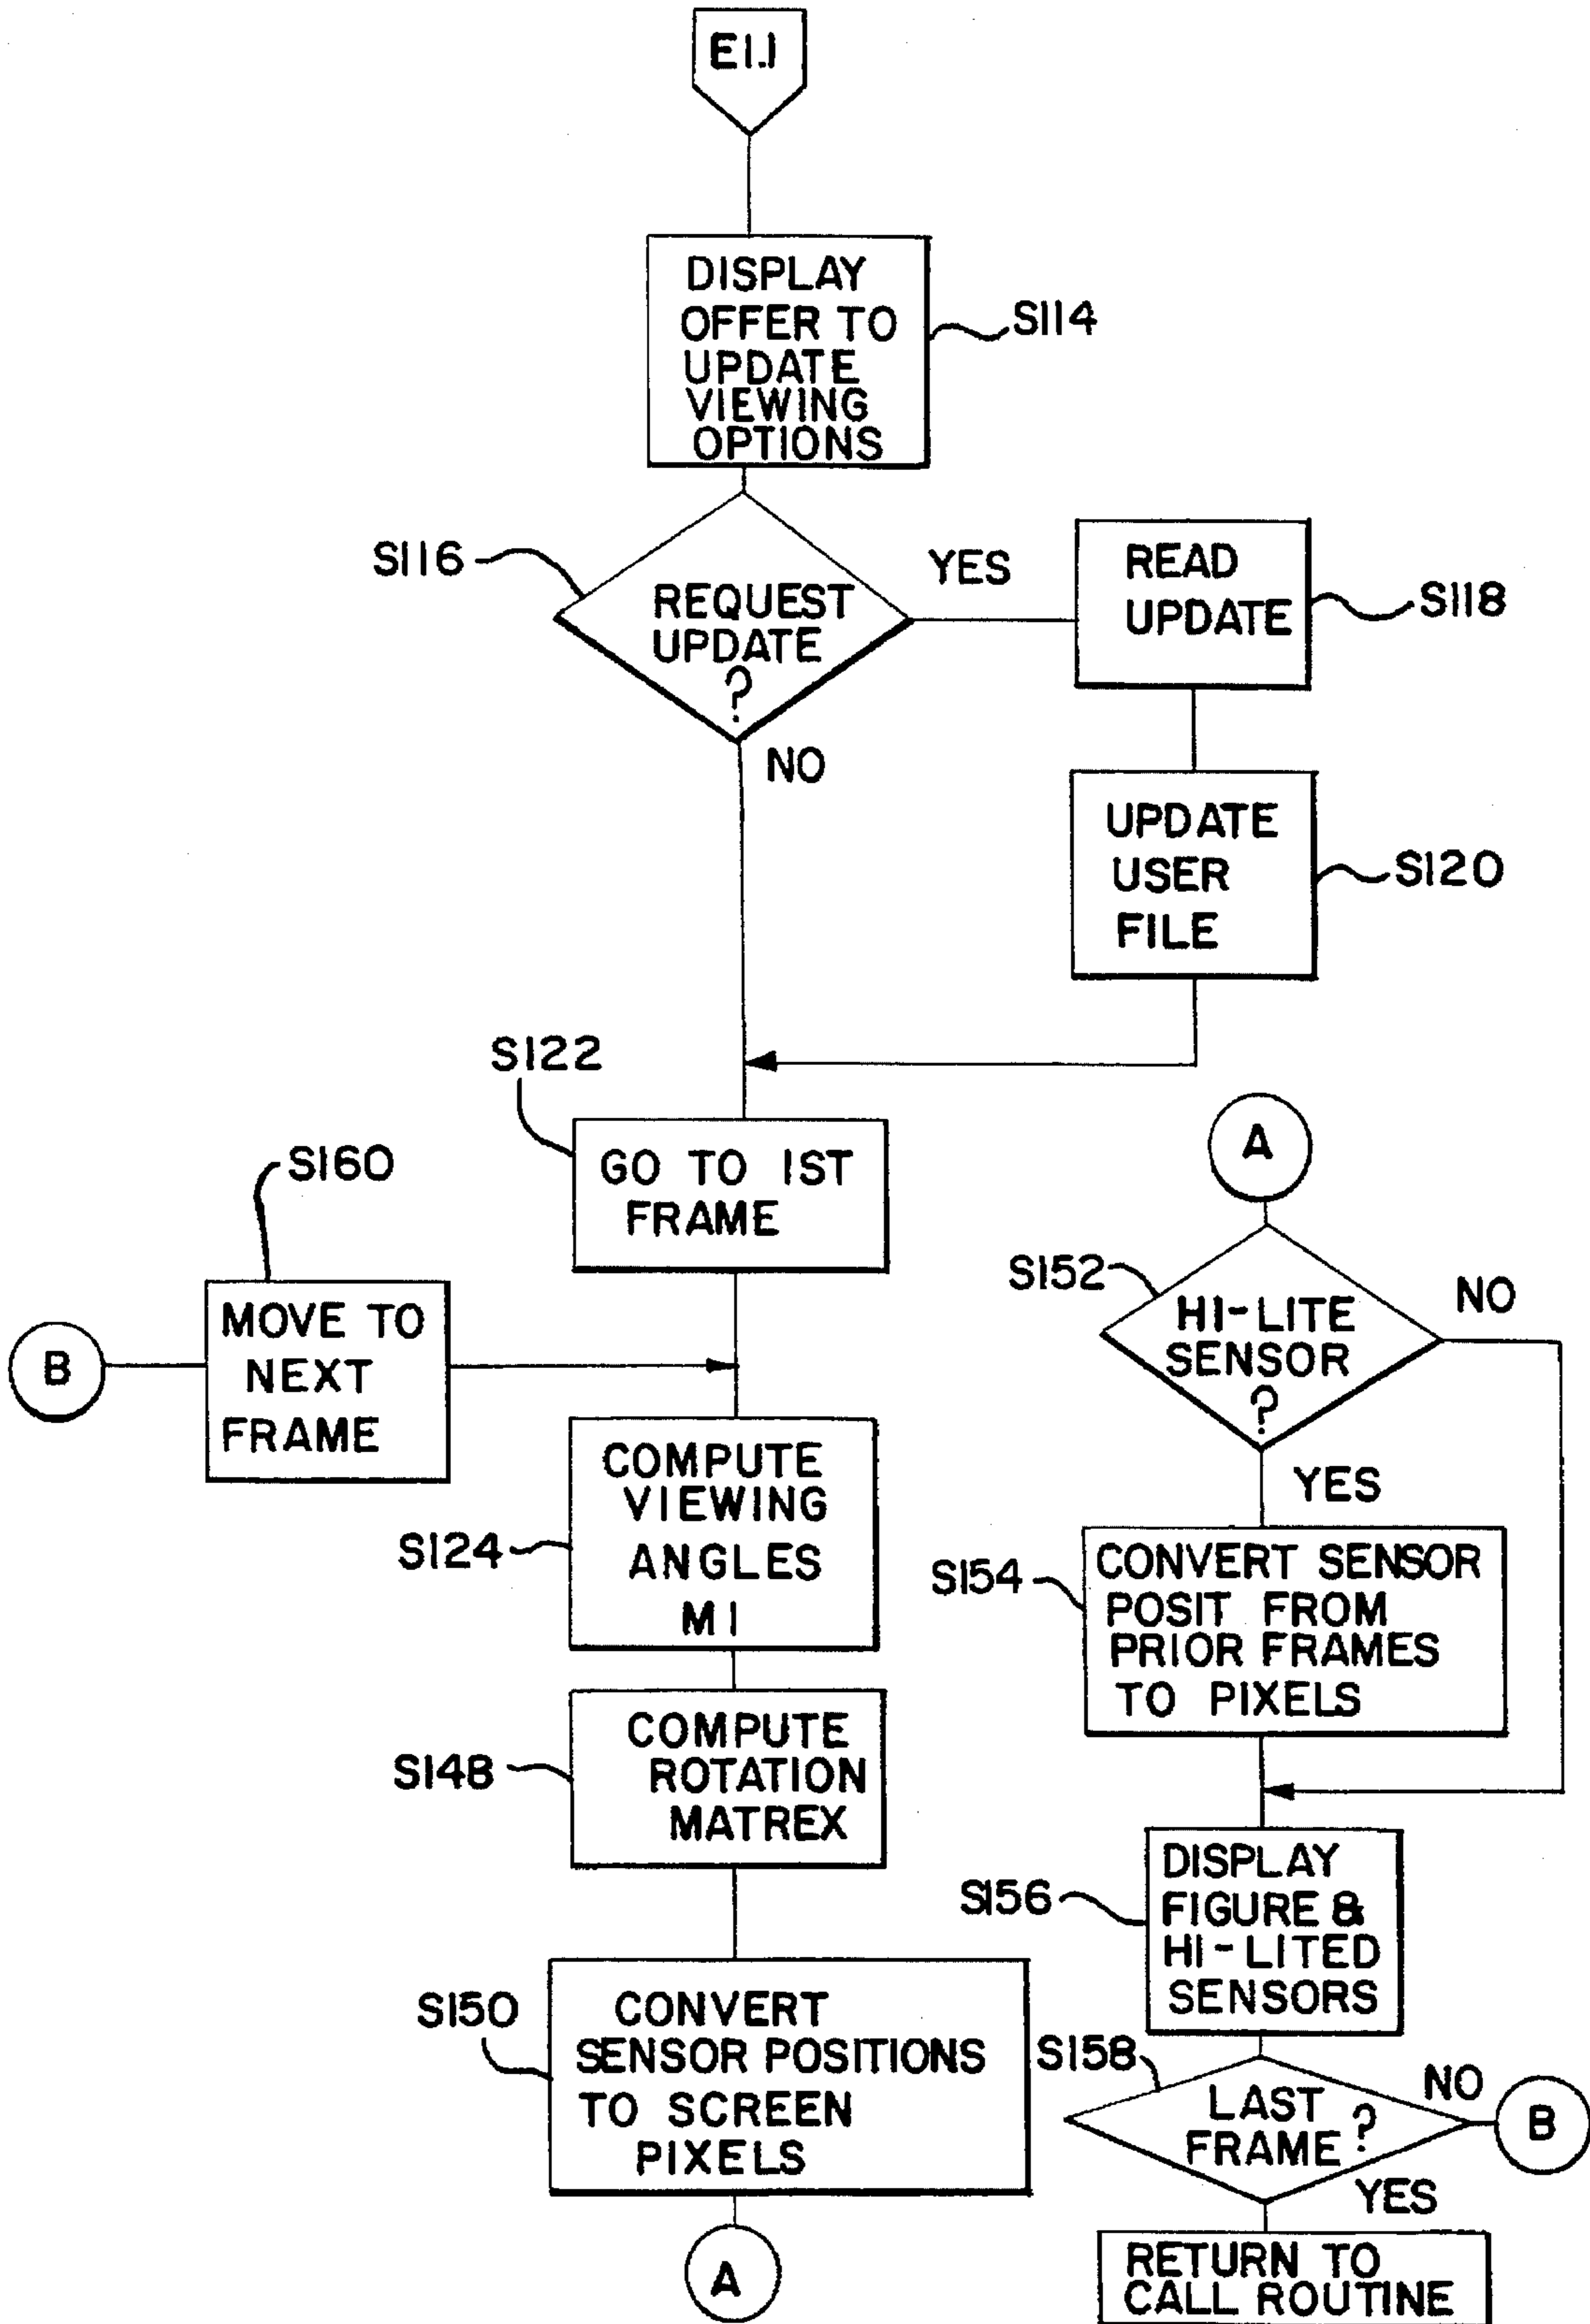 E1.1
DISPLAY
OFFER TO
UPDATE
VIEWING
OPTIONS
S114
S116
REQUEST
UPDATE
?
YES
NO
READ
UPDATE
S118
UPDATE
USER
FILE
S120
S122
GO TO 1ST
FRAME
S160
B
MOVE TO
NEXT
FRAME
COMPUTE
VIEWING
ANGLES
M1
S124
COMPUTE
ROTATION
MATREX
S148
S150
CONVERT
SENSOR POSITIONS
TO SCREEN
PIXELS
A
A
S152
HI-LITE
SENSOR
?
NO
YES
S154
CONVERT SENSOR
POSIT FROM
PRIOR FRAMES
TO PIXELS
S156
DISPLAY
FIGURE &
HI-LITED
SENSORS
S158
LAST
FRAME ?
NO
B
YES
RETURN TO
CALL ROUTINE